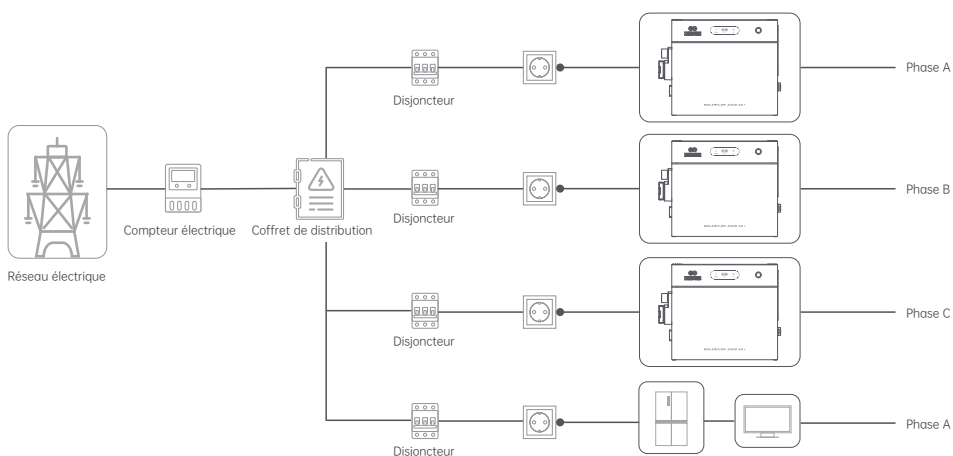 Phase A
Disjoncteur
Phase B
Compteur électrique
Coffret de distribution
Disjoncteur
Réseau électrique
Phase C
Disjoncteur
Phase A
Disjoncteur